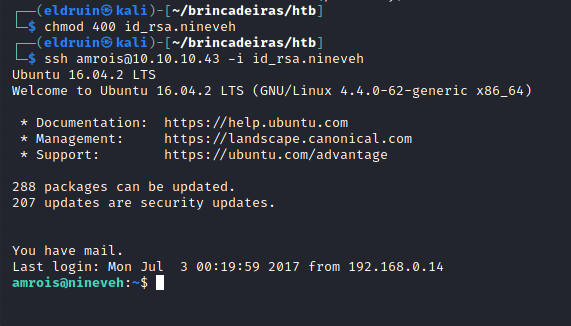 ┌──(eldruin㉿kali)-[~/brincadeiras/htb]
└─$ chmod 400 id_rsa.nineveh
┌──(eldruin㉿kali)-[~/brincadeiras/htb]
└─$ ssh amrois@10.10.10.43 -i id_rsa.nineveh
Ubuntu 16.04.2 LTS
Welcome to Ubuntu 16.04.2 LTS (GNU/Linux 4.4.0-62-generic x86_64)
* Documentation: https://help.ubuntu.com
* Management: https://landscape.canonical.com
* Support: https://ubuntu.com/advantage
288 packages can be updated.
207 updates are security updates.
You have mail.
Last login: Mon Jul 3 00:19:59 2017 from 192.168.0.14
amrois@nineveh:~$